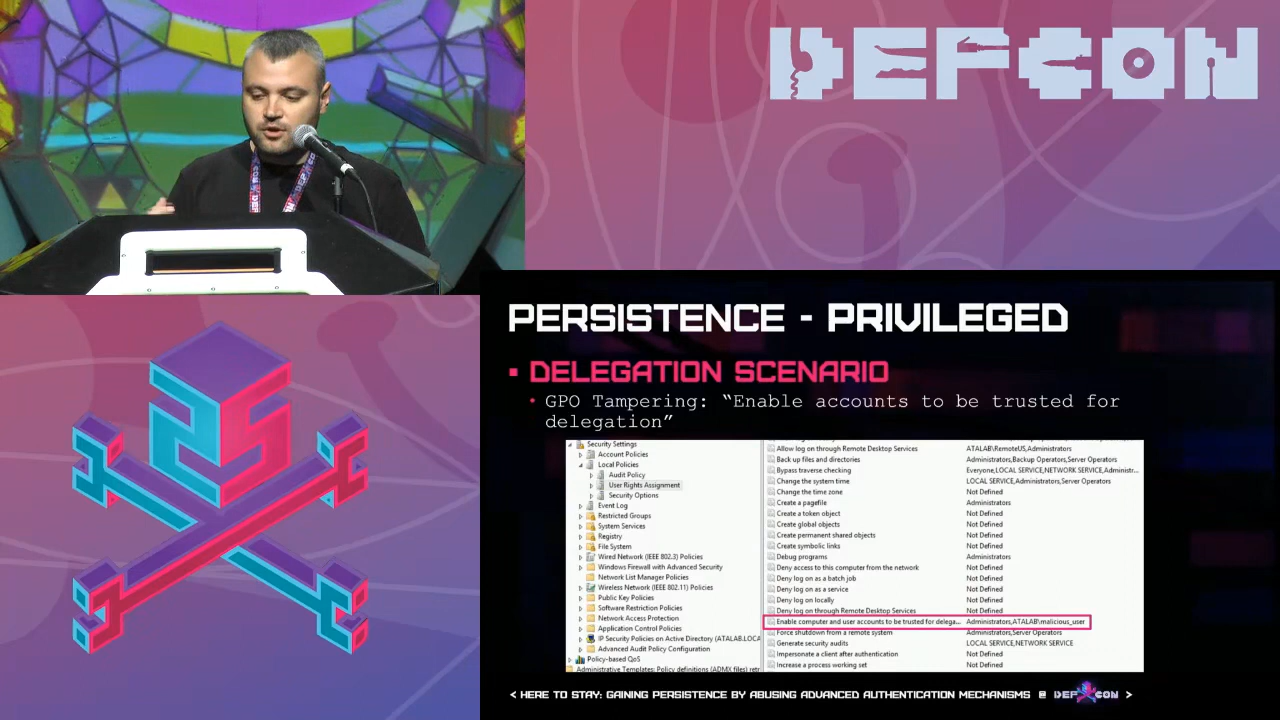 DEFCON
PERSISTENCE - PRIVILEGED
▪ DELEGATION SCENARIO
• GPO Tampering: “Enable accounts to be trusted for
delegation”
Security Settings
Account Policies
Local Policies
Audit Policy
User Rights Assignment
Security Options
Event Log
Restricted Groups
System Services
Registry
File System
Wired Network (IEEE 802.3) Policies
Windows Firewall with Advanced Security
Network List Manager Policies
Wireless Network (IEEE 802.11) Policies
Public Key Policies
Software Restriction Policies
Network Access Protection
Application Control Policies
IP Security Policies on Active Directory (ATALAB.LOCA
Advanced Audit Policy Configuration
Policy-based QoS
Administrative Templates: Policy definitions (ADMX files) retr
Allow log on through Remote Desktop Services ATALAB\RemoteUS,Administrators
Back up files and directories Administrators,Backup Operators,Server Operators
Bypass traverse checking Everyone,LOCAL SERVICE,NETWORK SERVICE,Administr...
Change the system time LOCAL SERVICE,Administrators,Server Operators
Change the time zone Not Defined
Create a pagefile Administrators
Create a token object Not Defined
Create global objects Not Defined
Create permanent shared objects Not Defined
Create symbolic links Not Defined
Debug programs Administrators
Deny access to this computer from the network Not Defined
Deny log on as a batch job Not Defined
Deny log on as a service Not Defined
Deny log on locally Not Defined
Deny log on through Remote Desktop Services Not Defined
Enable computer and user accounts to be trusted for delega... Administrators,ATALAB\malicious_user
Force shutdown from a remote system Administrators,Server Operators
Generate security audits LOCAL SERVICE,NETWORK SERVICE
Impersonate a client after authentication Not Defined
Increase a process working set Not Defined
< HERE TO STAY: GAINING PERSISTENCE BY ABUSING ADVANCED AUTHENTICATION MECHANISMS @ DEF CON >